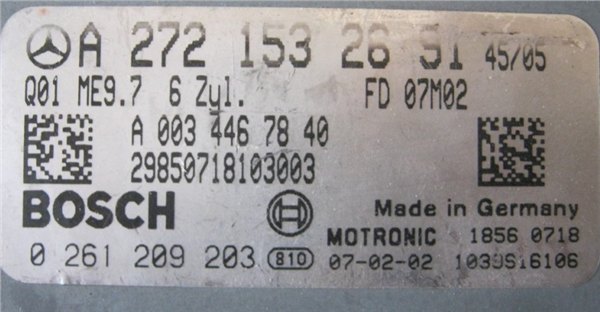 A 272 153 26 91 45/05
Q01 ME9.7 6 Zyl. FD 07M02
A 003 446 78 40
29850718103003
BOSCH Made in Germany
MOTRONIC 1856 0718
0 261 209 203 810 07-02-02 1039S16106